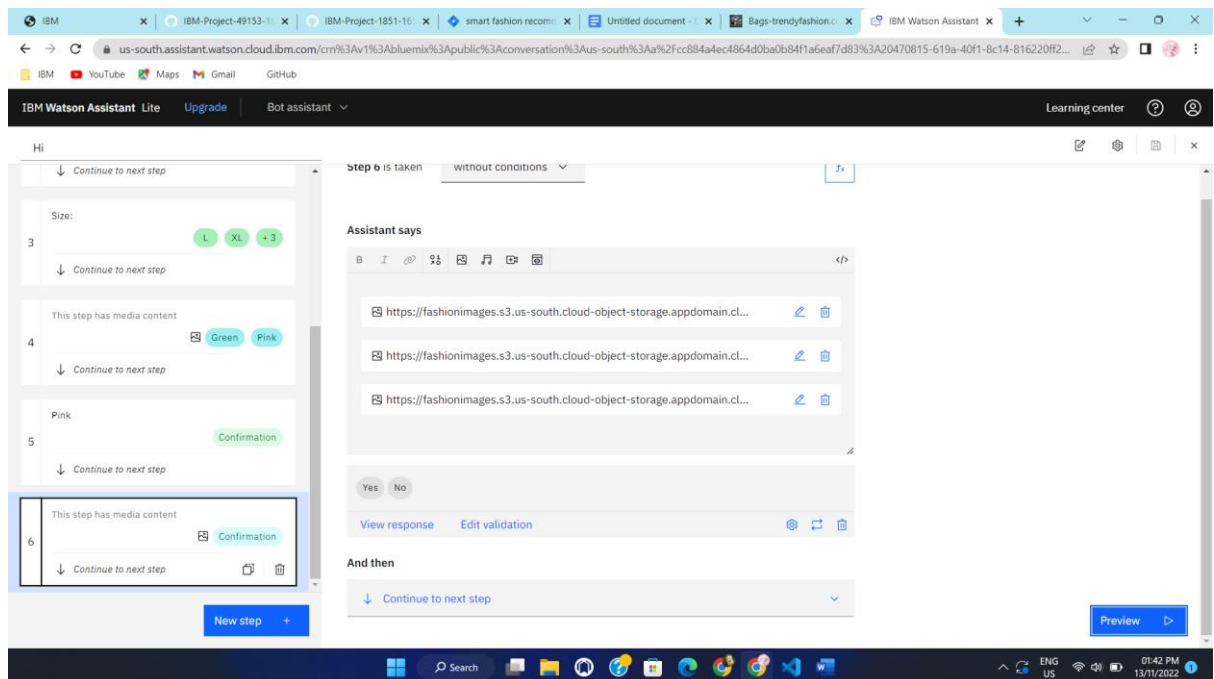 IBM
IBM-Project-49153-1
IBM-Project-1851-16
smart fashion recomm
Untitled document -
Bags-trendyfashion.c
IBM Watson Assistant
us-south.assistant.watson.cloud.ibm.com/crn%3Av1%3Abluemix%3Apublic%3Aconversation%3Aus-south%3Aa%2Fcc884a4ec4864d0ba0b84f1a6eaf7d83%3A20470815-619a-40f1-8c14-816220ff2...
IBM YouTube Maps Gmail GitHub
IBM Watson Assistant Lite Upgrade Bot assistant Learning center
Hi
Continue to next step
3
Size:
L XL + 3
Continue to next step
4
This step has media content
Green Pink
Continue to next step
5
Pink
Confirmation
Continue to next step
6
This step has media content
Confirmation
Continue to next step
New step +
Step 6 is taken without conditions fx
Assistant says
B I </>
https://fashionimages.s3.us-south.cloud-object-storage.appdomain.cl...
https://fashionimages.s3.us-south.cloud-object-storage.appdomain.cl...
https://fashionimages.s3.us-south.cloud-object-storage.appdomain.cl...
Yes No
View response Edit validation
And then
Continue to next step
Preview
Search
ENG
US
01:42 PM
13/11/2022
1